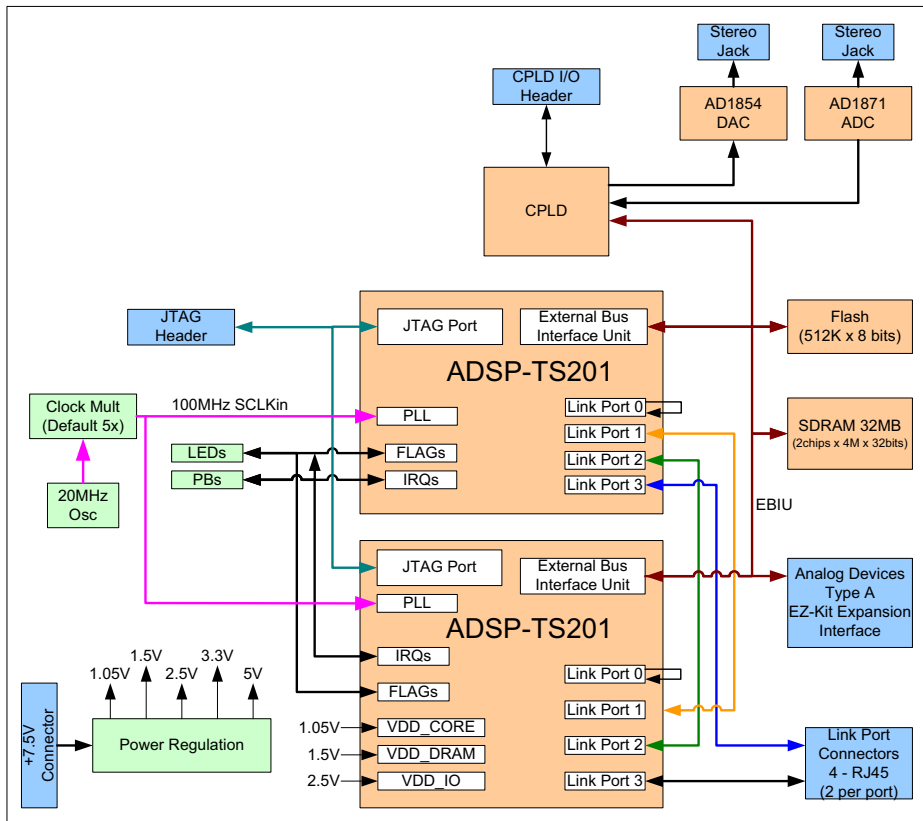 Stereo
Jack
Stereo
Jack
CPLD I/O
Header
AD1854
DAC
AD1871
ADC
CPLD
JTAG
Header
JTAG Port
External Bus
Interface Unit
Flash
(512K x 8 bits)
ADSP-TS201
Clock Mult
(Default 5x)
100MHz SCLKin
PLL
Link Port 0
Link Port 1
Link Port 2
Link Port 3
SDRAM 32MB
(2chips x 4M x 32bits)
LEDs
FLAGs
PBs
IRQs
20MHz
Osc
EBIU
JTAG Port
External Bus
Interface Unit
Analog Devices
Type A
EZ-Kit Expansion
Interface
PLL
ADSP-TS201
IRQs
FLAGs
Link Port 0
Link Port 1
Link Port 2
Link Port 3
1.05V
1.5V
2.5V
3.3V
5V
+7.5V
Connector
Power Regulation
1.05V
VDD_CORE
1.5V
VDD_DRAM
2.5V
VDD_IO
Link Port
Connectors
4 - RJ45
(2 per port)